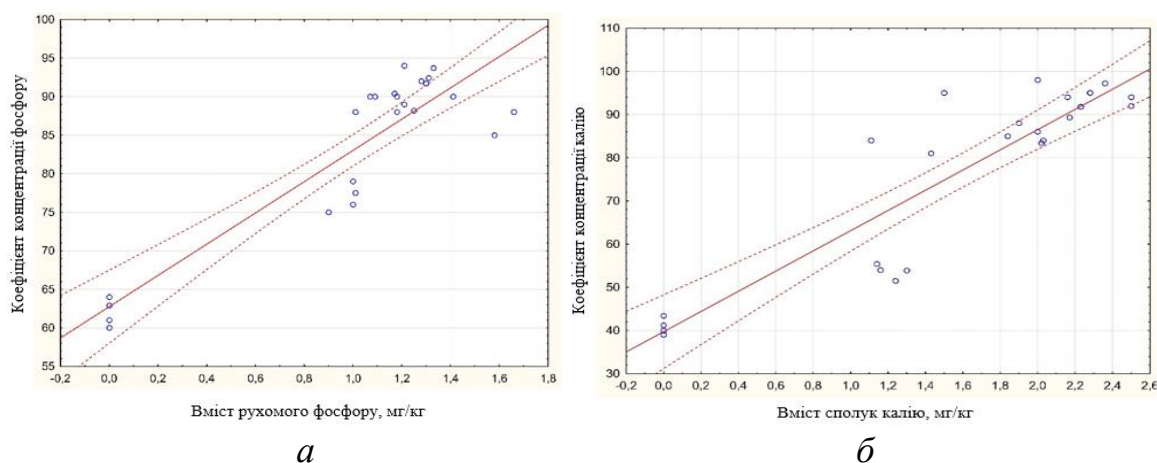 100
95
90
85
80
75
70
65
60
55
Коефіцієнт концентрації фосфору
-0,2 0,0 0,2 0,4 0,6 0,8 1,0 1,2 1,4 1,6 1,8
Вміст рухомого фосфору, мг/кг
а
110
100
90
80
70
60
50
40
30
Коефіцієнт концентрації калію
-0,2 0,0 0,2 0,4 0,6 0,8 1,0 1,2 1,4 1,6 1,8 2,0 2,2 2,4 2,6
Вміст сполук калію, мг/кг
б